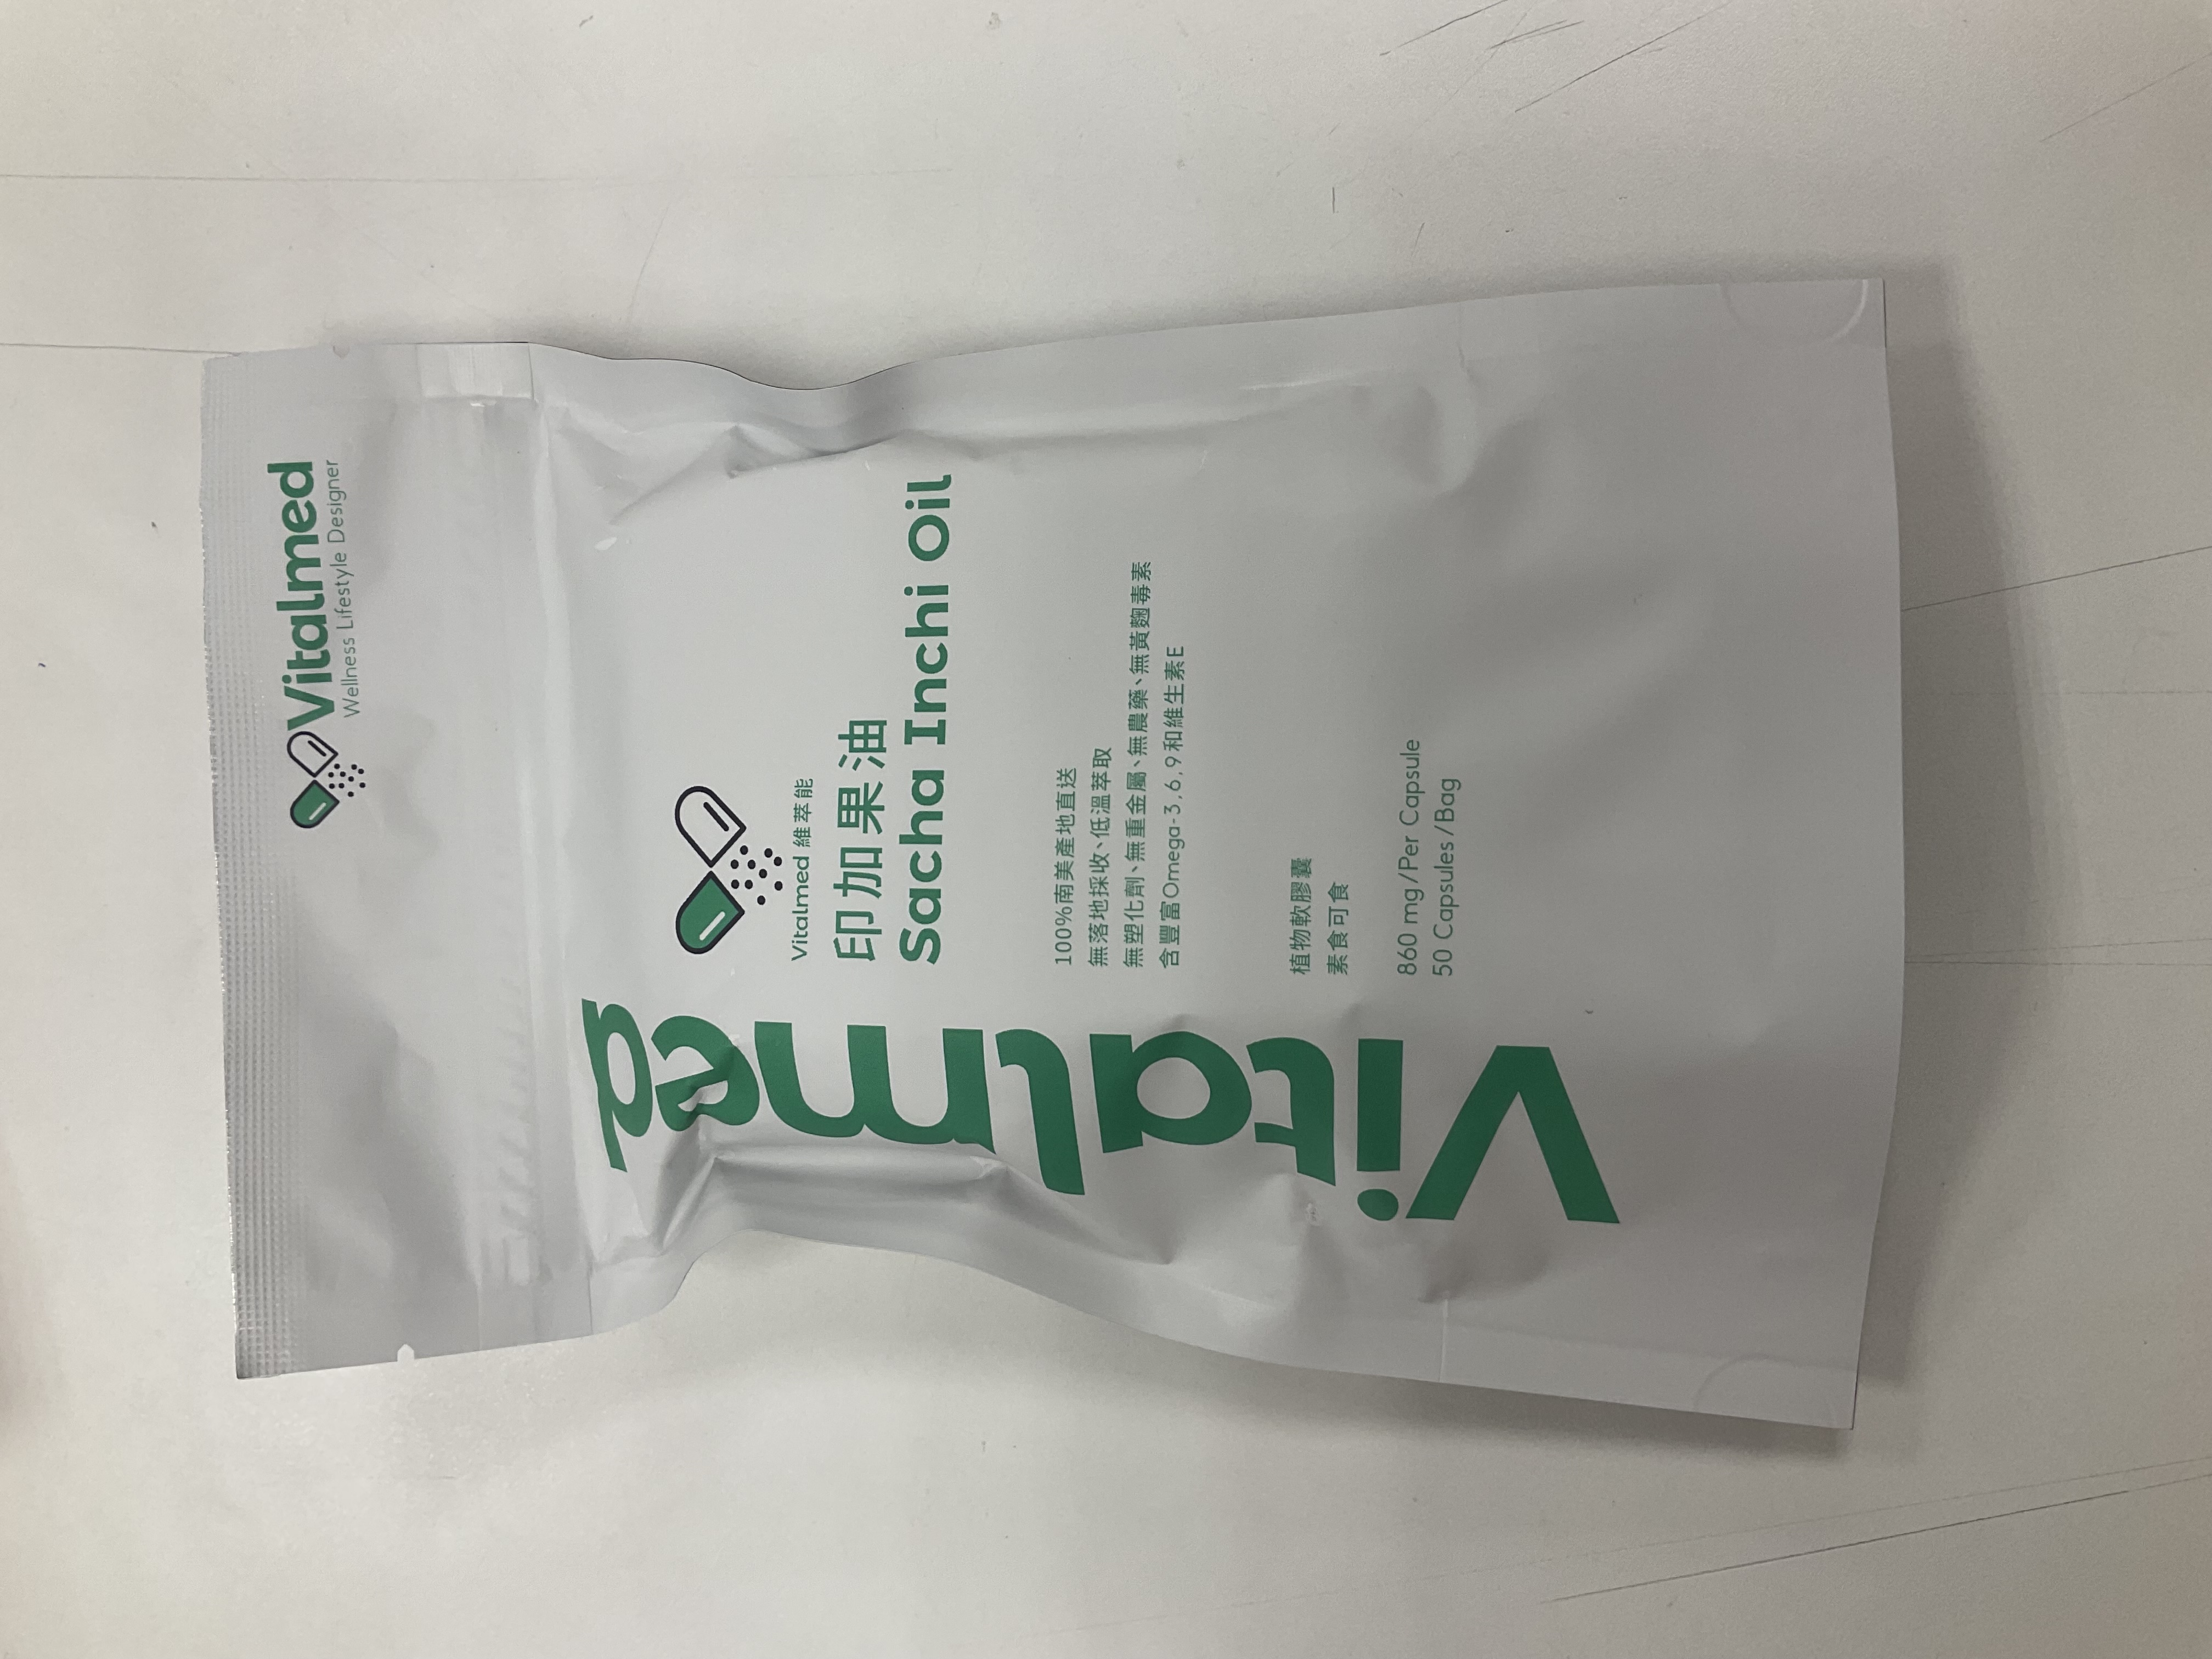 Vitalmed
Wellness Lifestyle Designer
Vitalmed 維萃能
印加果油
Sacha Inchi Oil
100%南美產地直送
無落地採收、低溫萃取
無塑化劑、無重金屬、無農藥、無黃麴毒素
含豐富Omega-3,6,9和維生素E
植物軟膠囊
素食可食
860 mg/Per Capsule
50 Capsules/Bag
Vitalmed